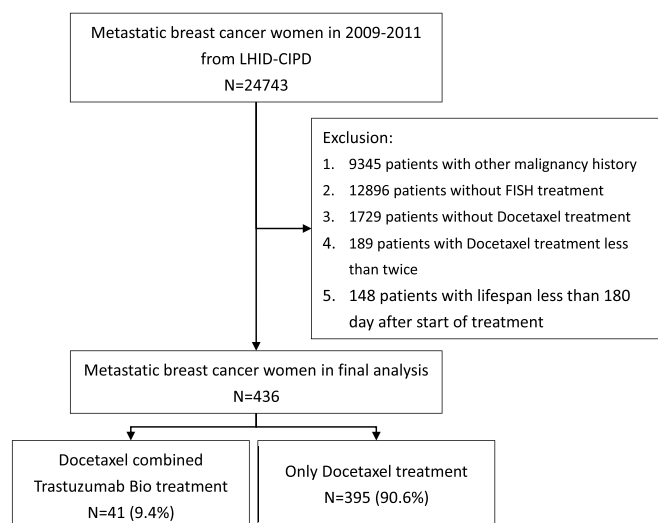 Metastatic breast cancer women in 2009-2011
from LHID-CIPD
N=24743
Exclusion:
1. 9345 patients with other malignancy history
2. 12896 patients without FISH treatment
3. 1729 patients without Docetaxel treatment
4. 189 patients with Docetaxel treatment less
than twice
5. 148 patients with lifespan less than 180
day after start of treatment
Metastatic breast cancer women in final analysis
N=436
Docetaxel combined
Trastuzumab Bio treatment
N=41 (9.4%)
Only Docetaxel treatment
N=395 (90.6%)